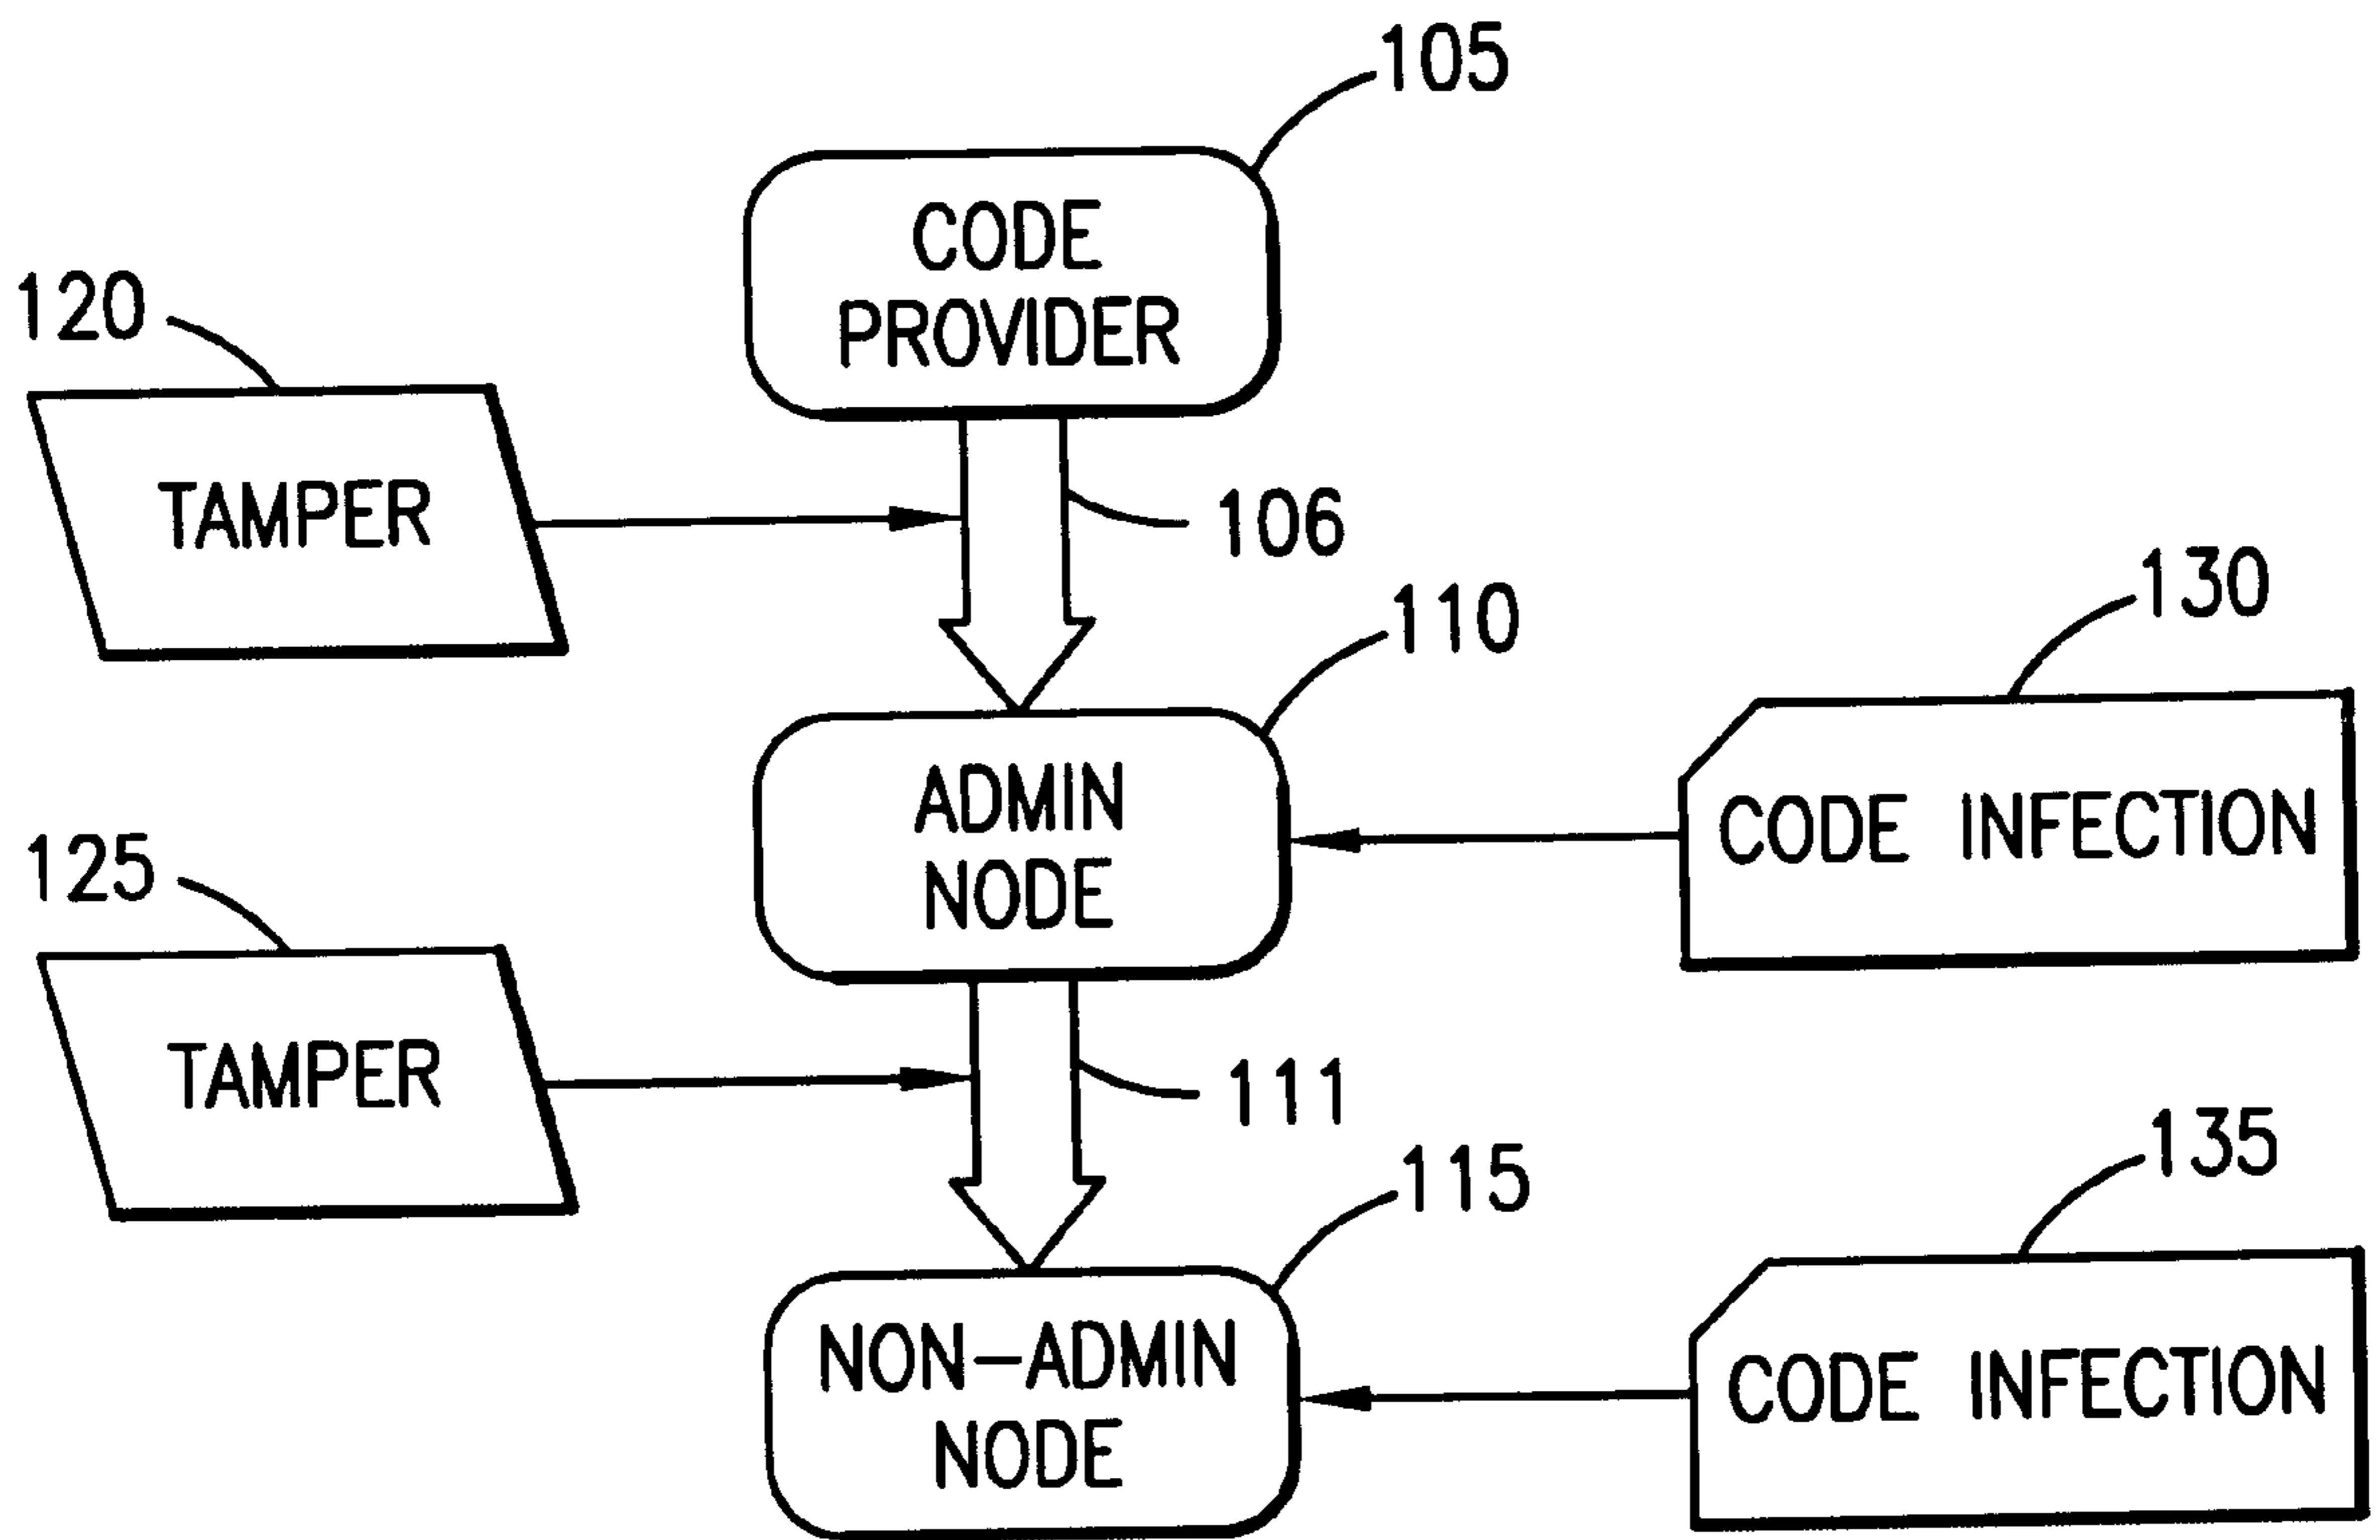 105
CODE
PROVIDER
120
TAMPER
106
130
110
ADMIN
NODE
CODE INFECTION
125
TAMPER
111
135
115
NON-ADMIN
NODE
CODE INFECTION